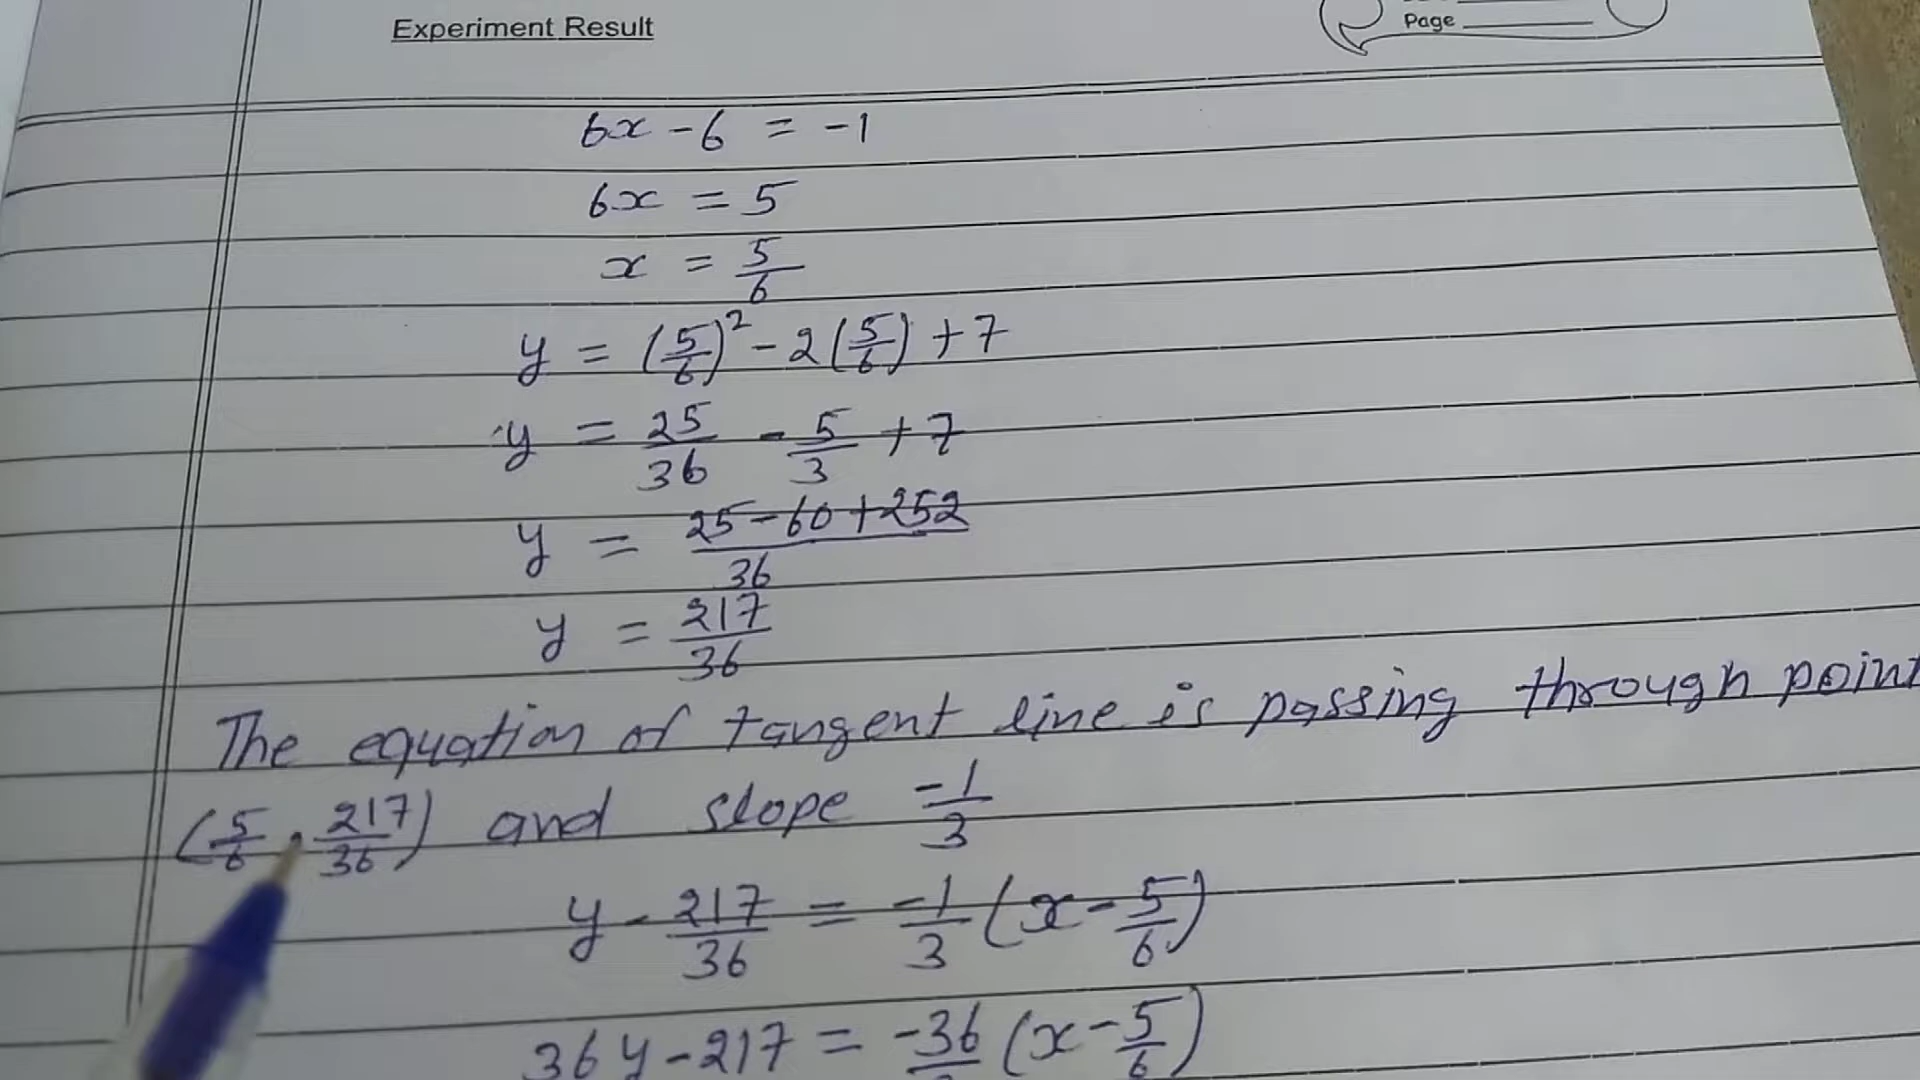 Experiment Result
Page
6x - 6 = -1
6x = 5
x = 5/6
y = (5/6)² - 2(5/6) + 7
y = 25/36 - 5/3 + 7
y = (25 - 60 + 252)/36
y = 217/36
The equation of tangent line is passing through point
(5/6, 217/36) and slope -1/3
y - 217/36 = -1/3 (x - 5/6)
36y - 217 = -36/ (x - 5/6)